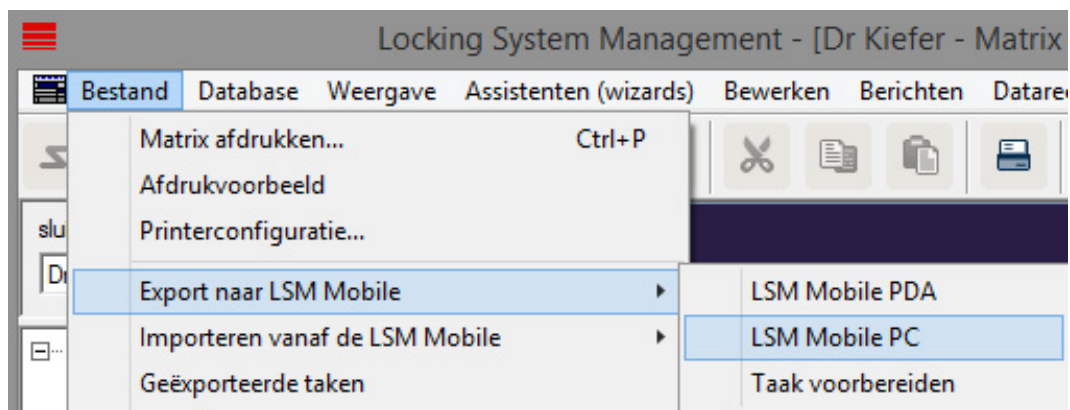 Locking System Management - [Dr Kiefer - Matrix
Bestand Database Weergave Assistenten (wizards) Bewerken Berichten
Matrix afdrukken... Ctrl+P
Afdrukvoorbeeld
Printerconfiguratie...
Export naar LSM Mobile
LSM Mobile PDA
Importeren vanaf de LSM Mobile
LSM Mobile PC
Geëxporteerde taken
Taak voorbereiden